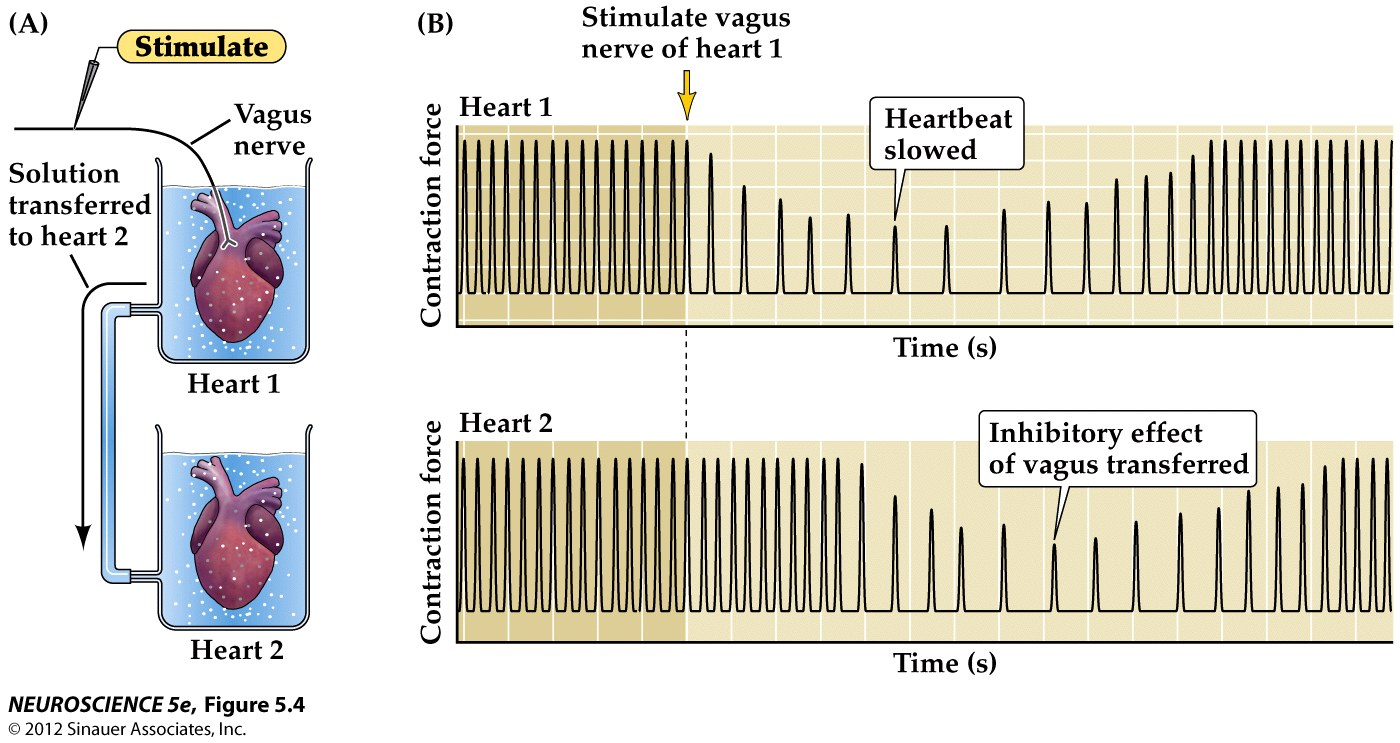 (A)
Stimulate
Vagus
nerve
Solution
transferred
to heart 2
Heart 1
Heart 2
(B)
Stimulate vagus
nerve of heart 1
Heart 1
Contraction force
Heartbeat
slowed
Time (s)
Heart 2
Contraction force
Inhibitory effect
of vagus transferred
Time (s)
NEUROSCIENCE 5e, Figure 5.4
© 2012 Sinauer Associates, Inc.